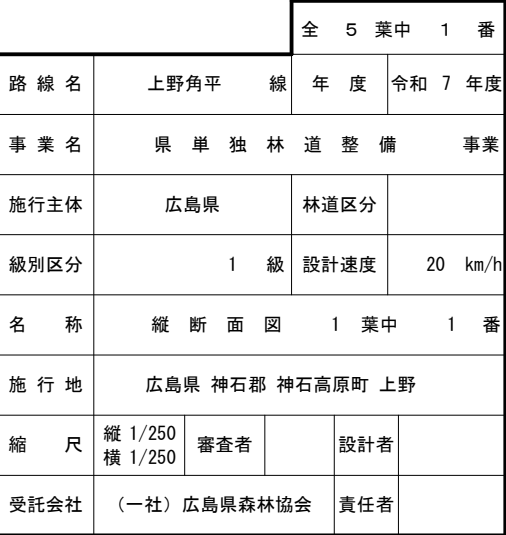 全 5 葉中 1 番
路線名 上野角平 線 年度 令和 7 年度
事業名 県単独林道整備 事業
施行主体 広島県 林道区分
級別区分 1 級 設計速度 20 km/h
名称 縦断面図 1 葉中 1 番
施行地 広島県 神石郡 神石高原町 上野
縮尺 縦 1/250 横 1/250 審査者 設計者
受託会社 (一社)広島県森林協会 責任者